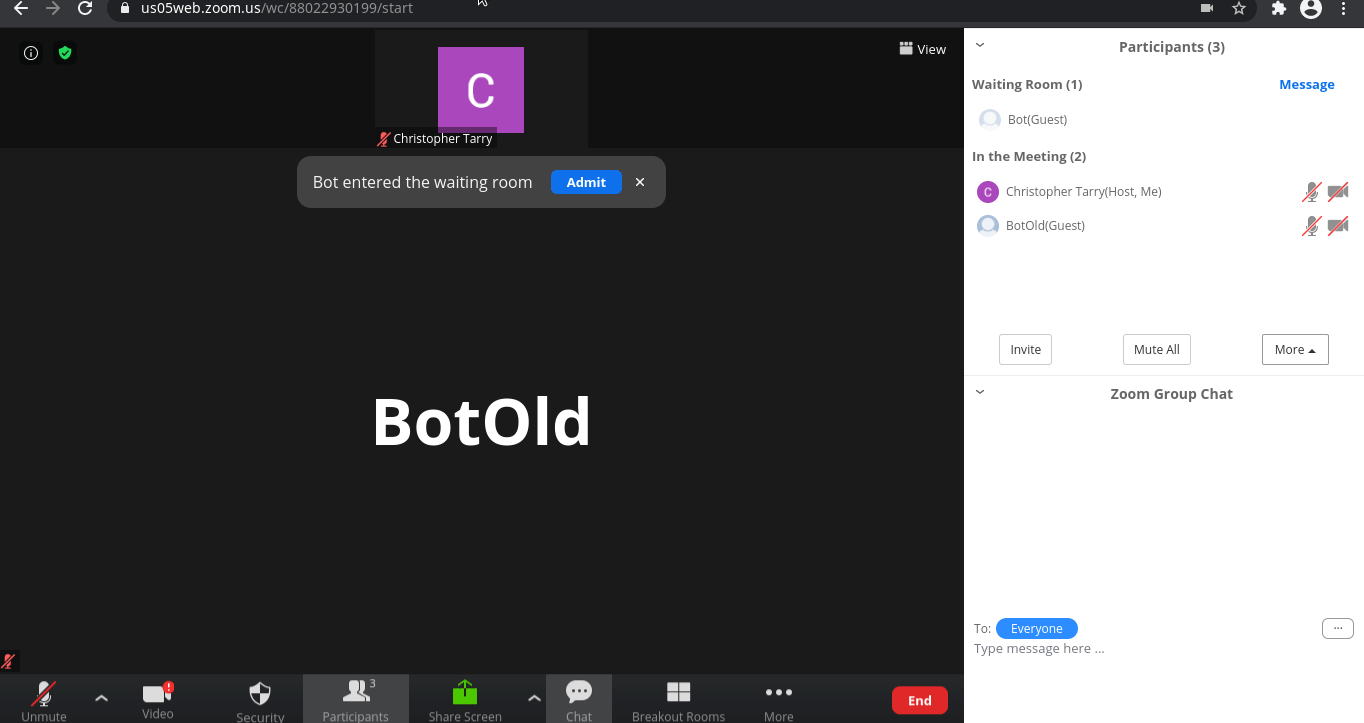 us05web.zoom.us/wc/88022930199/start
View
C
Christopher Tarry
Bot entered the waiting room Admit ×
BotOld
Unmute
Video
Security
3
Participants
Share Screen
Chat
Breakout Rooms
More
End
Participants (3)
Waiting Room (1) Message
Bot(Guest)
In the Meeting (2)
C Christopher Tarry(Host, Me)
BotOld(Guest)
Invite Mute All More
Zoom Group Chat
To: Everyone ...
Type message here ...